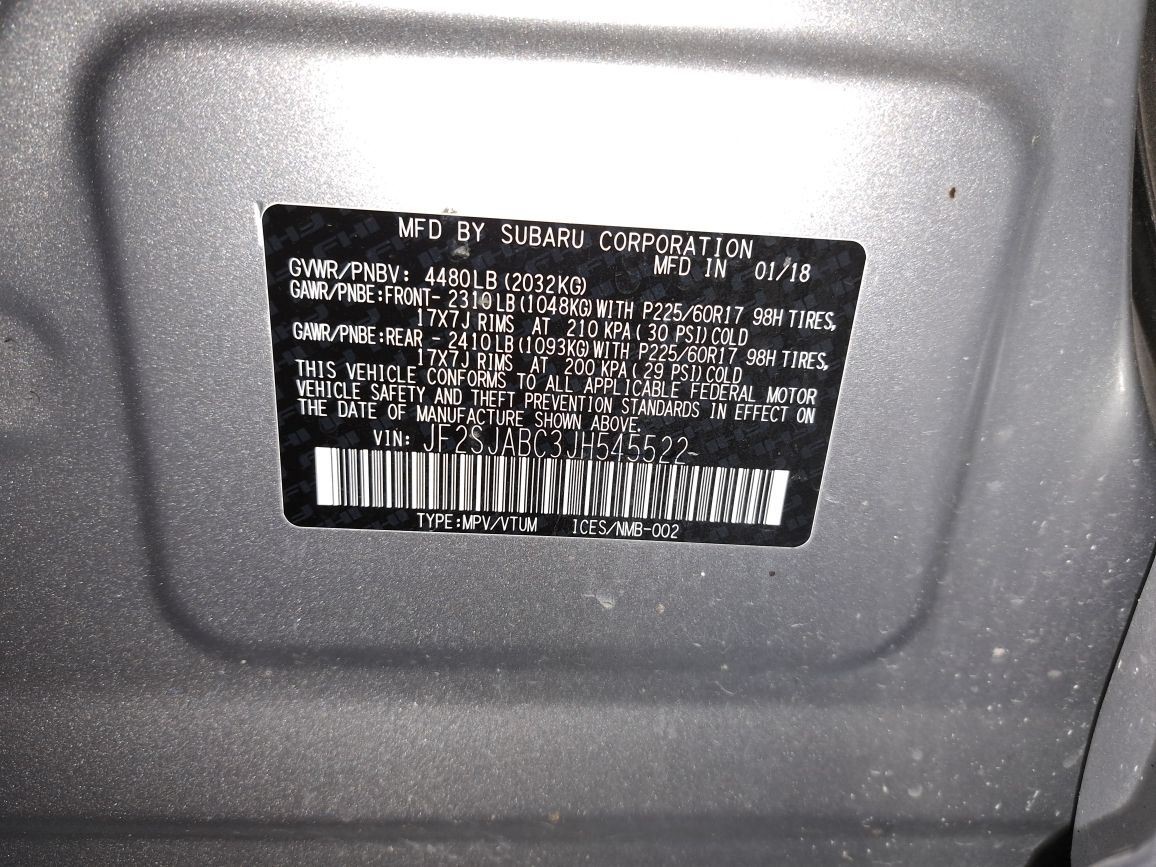 MFD BY SUBARU CORPORATION
MFD IN 01/18
GVWR/PNBV: 4480LB (2032KG)
GAWR/PNBE:FRONT- 2310LB (1048KG) WITH P225/60R17 98H TIRES,
17X7J RIMS AT 210 KPA ( 30 PSI) COLD
GAWR/PNBE:REAR - 2410LB (1093KG) WITH P225/60R17 98H TIRES,
17X7J RIMS AT 200 KPA ( 29 PSI) COLD
THIS VEHICLE CONFORMS TO ALL APPLICABLE FEDERAL MOTOR
VEHICLE SAFETY AND THEFT PREVENTION STANDARDS IN EFFECT ON
THE DATE OF MANUFACTURE SHOWN ABOVE.
VIN: JF2SJABC3JH545522-
TYPE:MPV/VTUM ICES/NMB-002